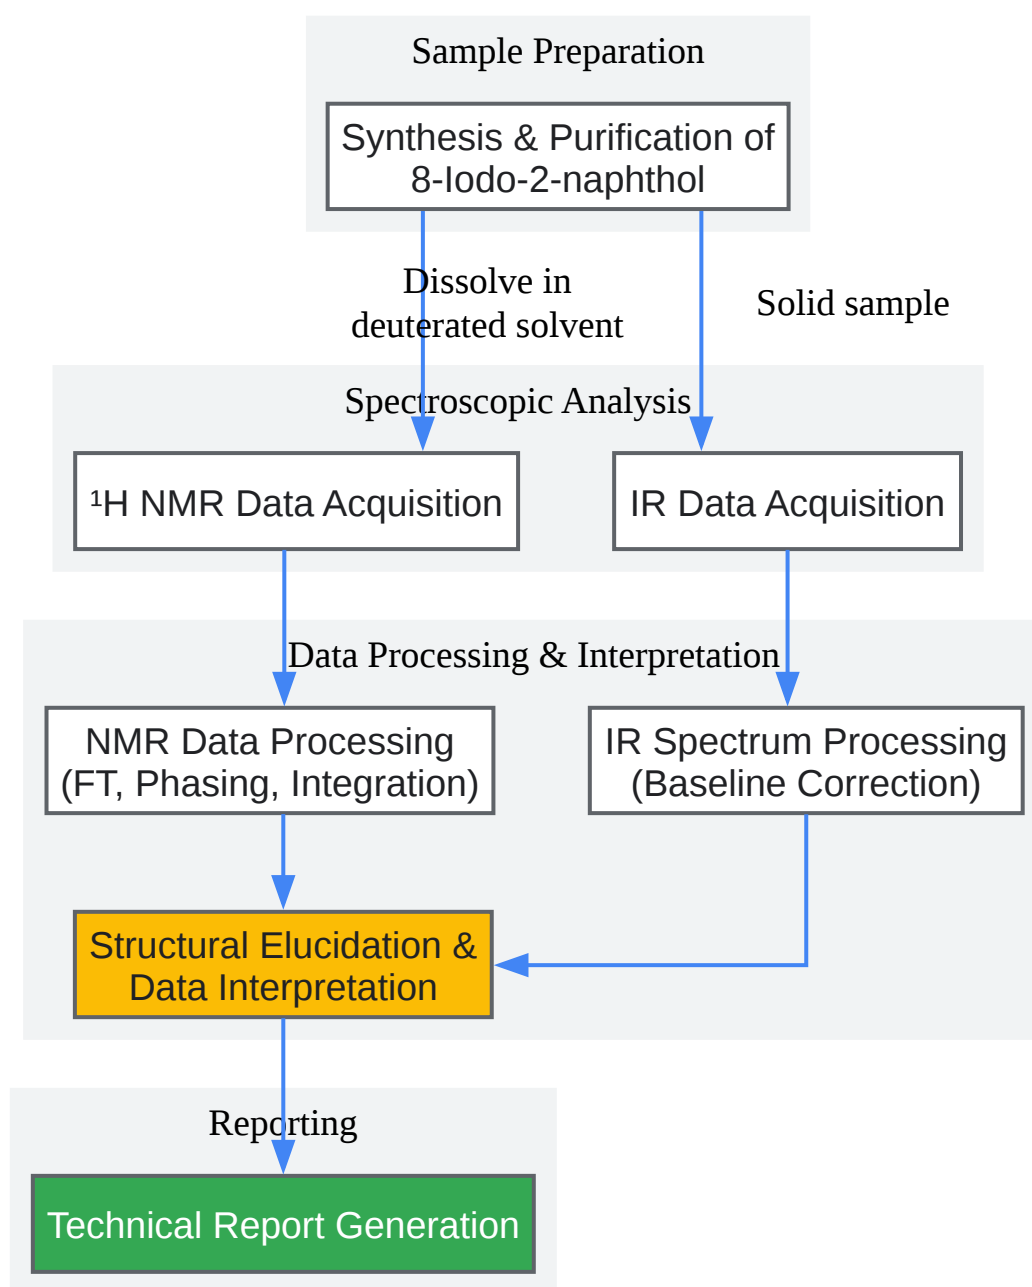 Sample Preparation
Synthesis & Purification of
8-Iodo-2-naphthol
Dissolve in
deuterated solvent
Solid sample
Spectroscopic Analysis
¹H NMR Data Acquisition
IR Data Acquisition
Data Processing & Interpretation
NMR Data Processing
(FT, Phasing, Integration)
IR Spectrum Processing
(Baseline Correction)
Structural Elucidation &
Data Interpretation
Reporting
Technical Report Generation